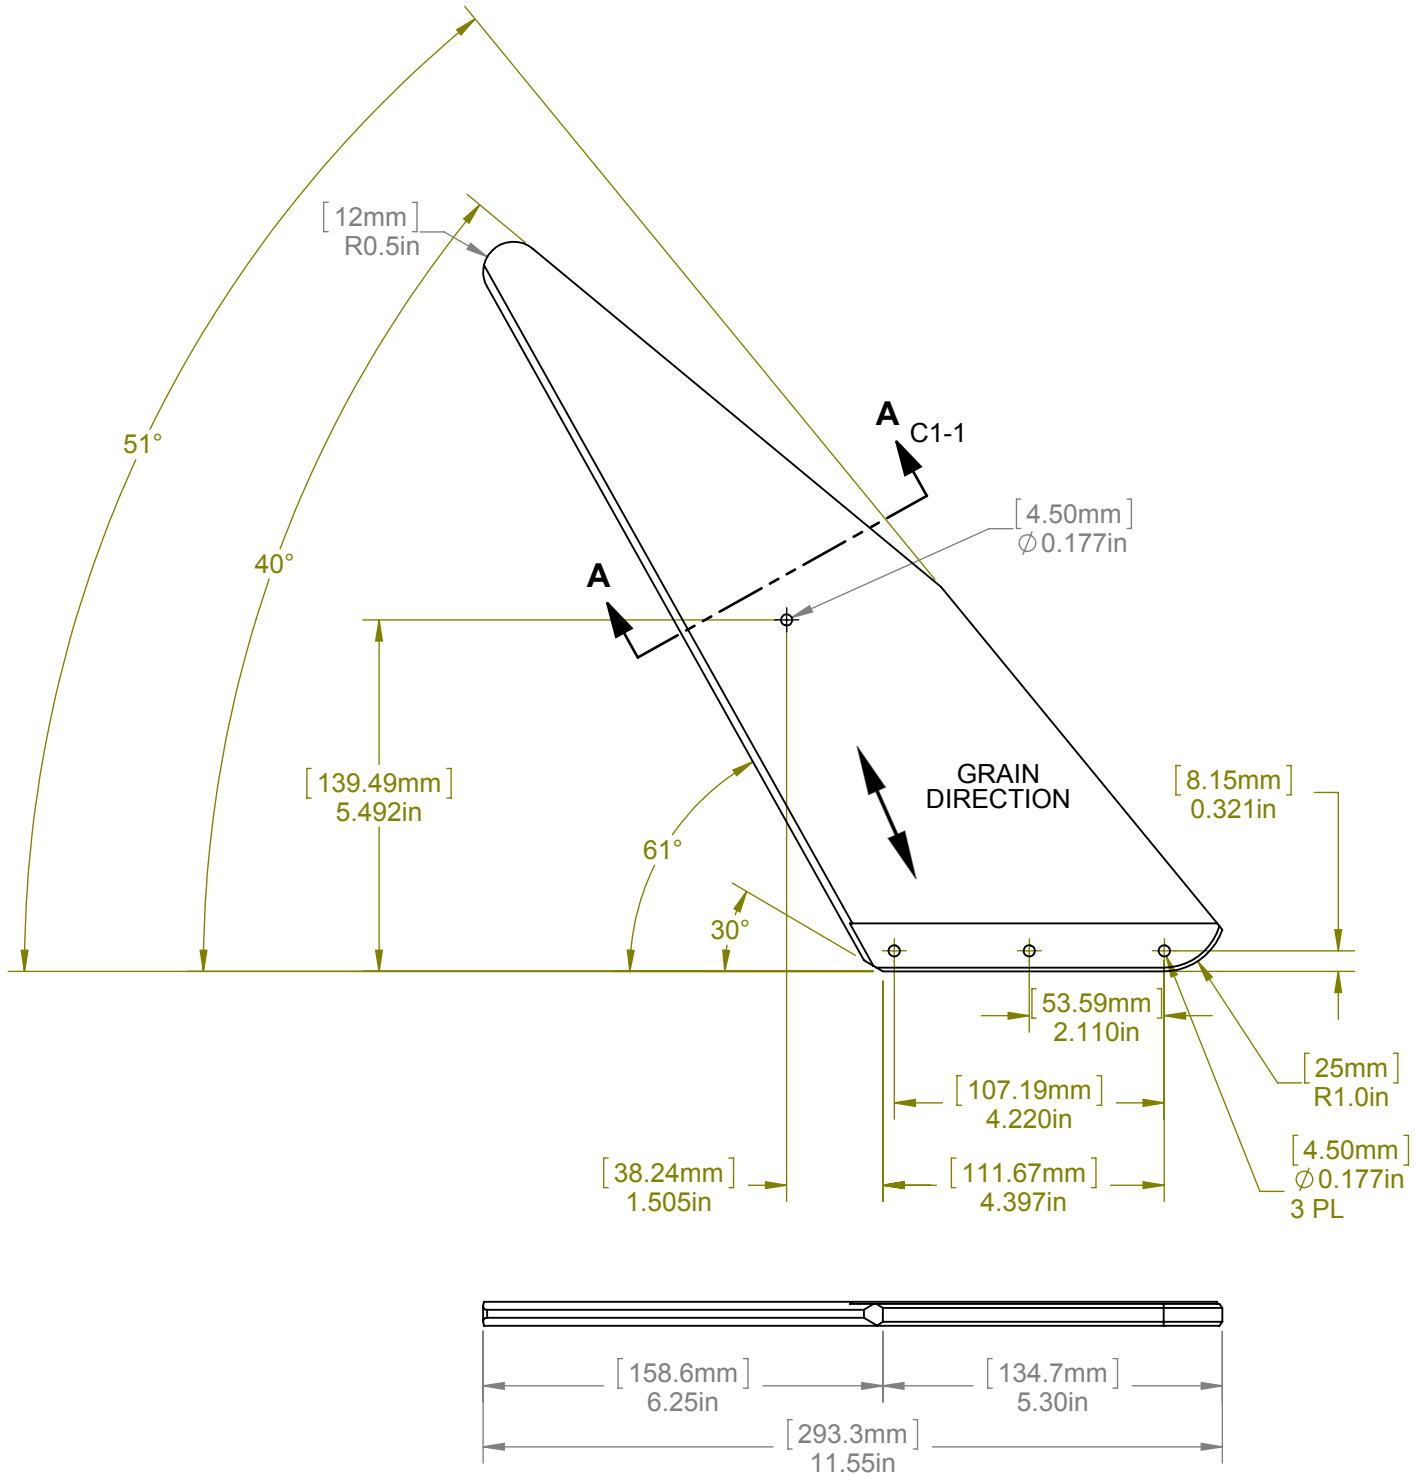 [12mm]
R0.5in
51°
A
C1-1
[4.50mm]
⌀0.177in
40°
A
[139.49mm]
5.492in
GRAIN
DIRECTION
[8.15mm]
0.321in
61°
30°
[53.59mm]
2.110in
[107.19mm]
4.220in
[25mm]
R1.0in
[38.24mm]
1.505in
[111.67mm]
4.397in
[4.50mm]
⌀0.177in
3 PL
[158.6mm]
6.25in
[134.7mm]
5.30in
[293.3mm]
11.55in